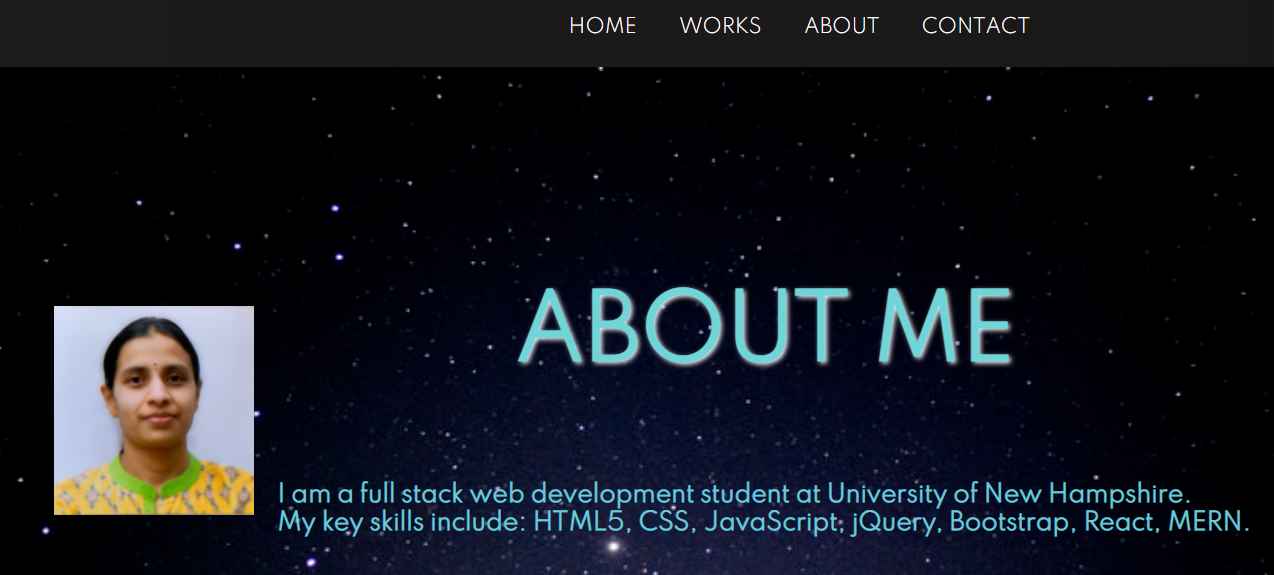 HOME WORKS ABOUT CONTACT
ABOUT ME
I am a full stack web development student at University of New Hampshire.
My key skills include: HTML5, CSS, JavaScript, jQuery, Bootstrap, React, MERN.